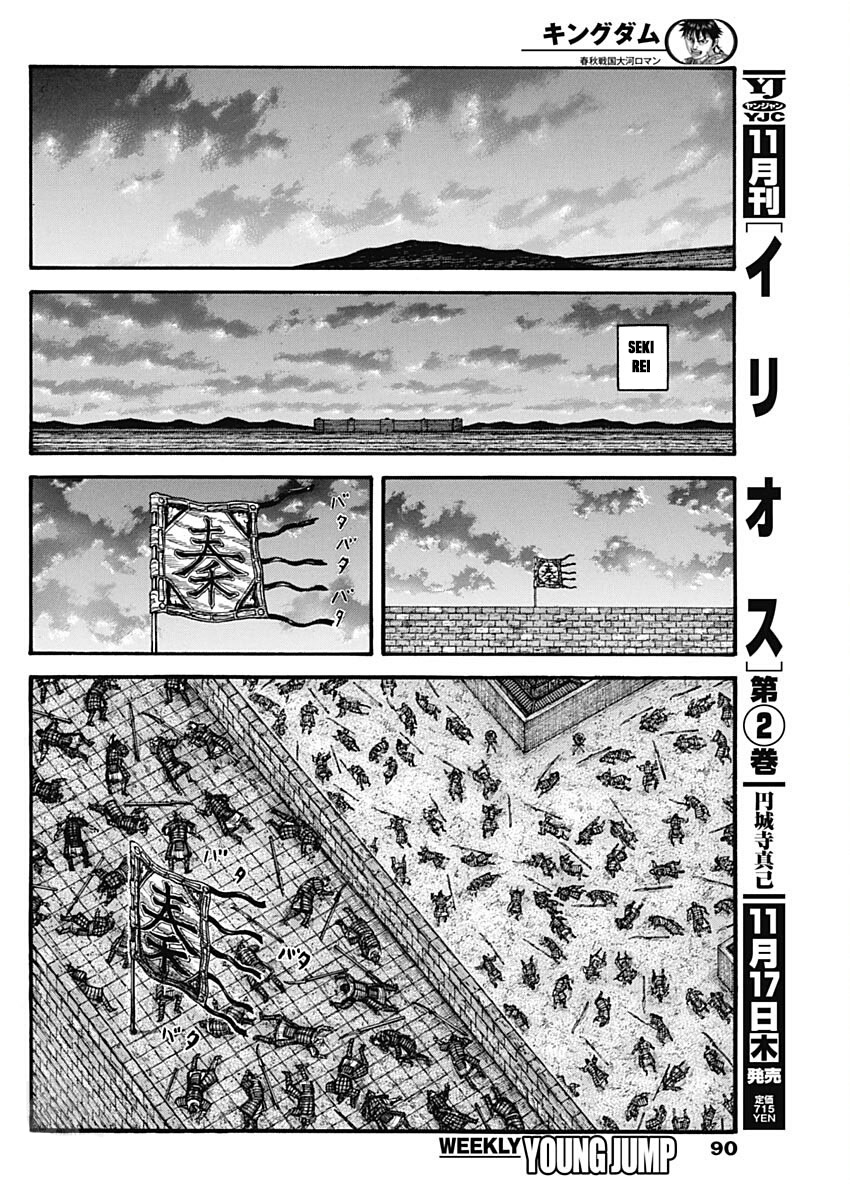 キングダム
春秋戦国大河ロマン
YJ
ヤンジャン
YJC
11月刊
[イリオス]
第②巻
円城寺真己
11月17日木
発売
定価
715
YEN
SEKI
REI
バタバタバタ
秦
秦
秦
バタ
バタ
バタ
WEEKLY YOUNG JUMP
90